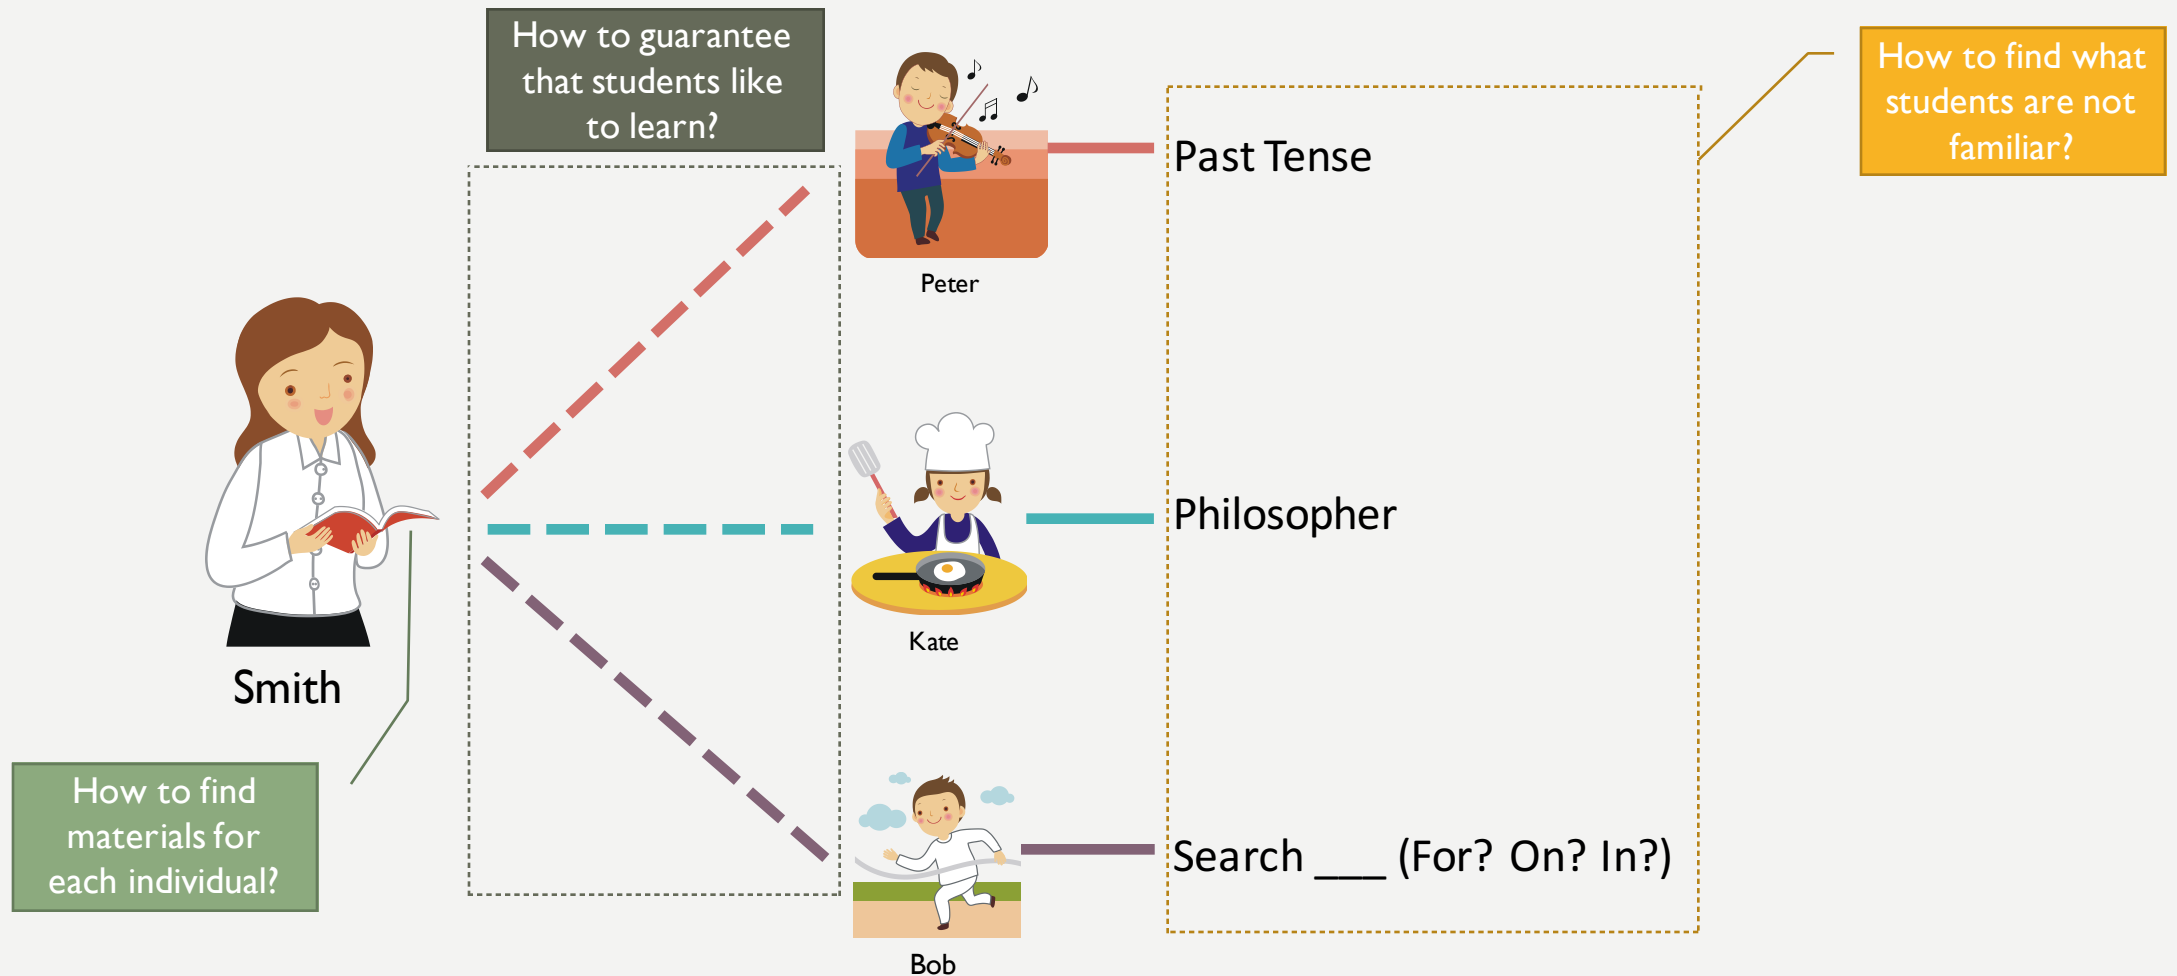 How to guarantee
that students like
to learn?
How to find what
students are not
familiar?
Past Tense
Peter
Philosopher
Kate
Smith
How to find
materials for
each individual?
Search ___ (For? On? In?)
Bob